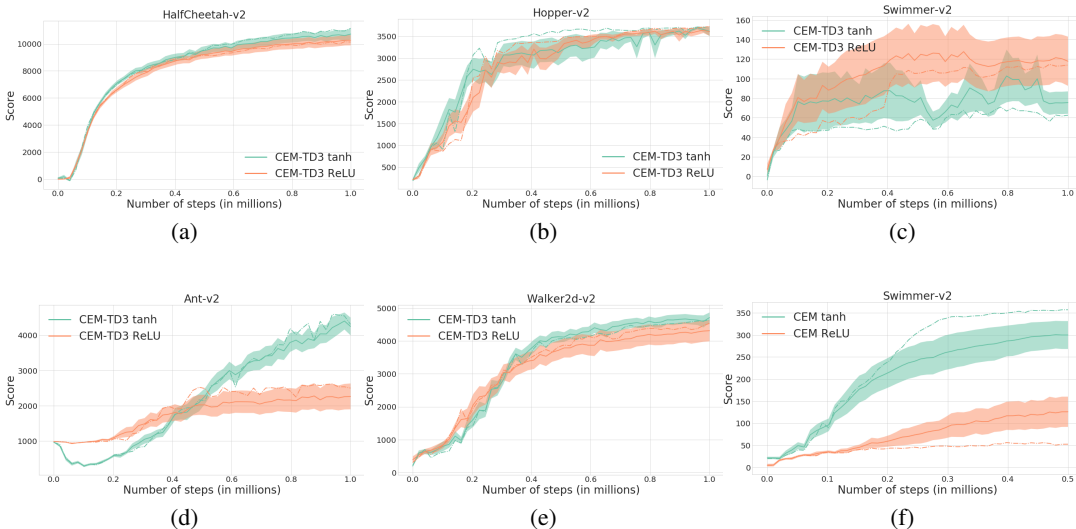 HalfCheetah-v2
10000
8000
6000
4000
2000
0
Score
0.0 0.2 0.4 0.6 0.8 1.0
Number of steps (in millions)
CEM-TD3 tanh
CEM-TD3 ReLU
(a)
Hopper-v2
3500
3000
2500
2000
1500
1000
500
Score
0.0 0.2 0.4 0.6 0.8 1.0
Number of steps (in millions)
CEM-TD3 tanh
CEM-TD3 ReLU
(b)
Swimmer-v2
160
140
120
100
80
60
40
20
0
Score
0.0 0.2 0.4 0.6 0.8 1.0
Number of steps (in millions)
CEM-TD3 tanh
CEM-TD3 ReLU
(c)
Ant-v2
4000
3000
2000
1000
Score
0.0 0.2 0.4 0.6 0.8 1.0
Number of steps (in millions)
CEM-TD3 tanh
CEM-TD3 ReLU
(d)
Walker2d-v2
5000
4000
3000
2000
1000
0
Score
0.0 0.2 0.4 0.6 0.8 1.0
Number of steps (in millions)
CEM-TD3 tanh
CEM-TD3 ReLU
(e)
Swimmer-v2
350
300
250
200
150
100
50
0
Score
0.0 0.1 0.2 0.3 0.4 0.5
Number of steps (in millions)
CEM tanh
CEM ReLU
(f)